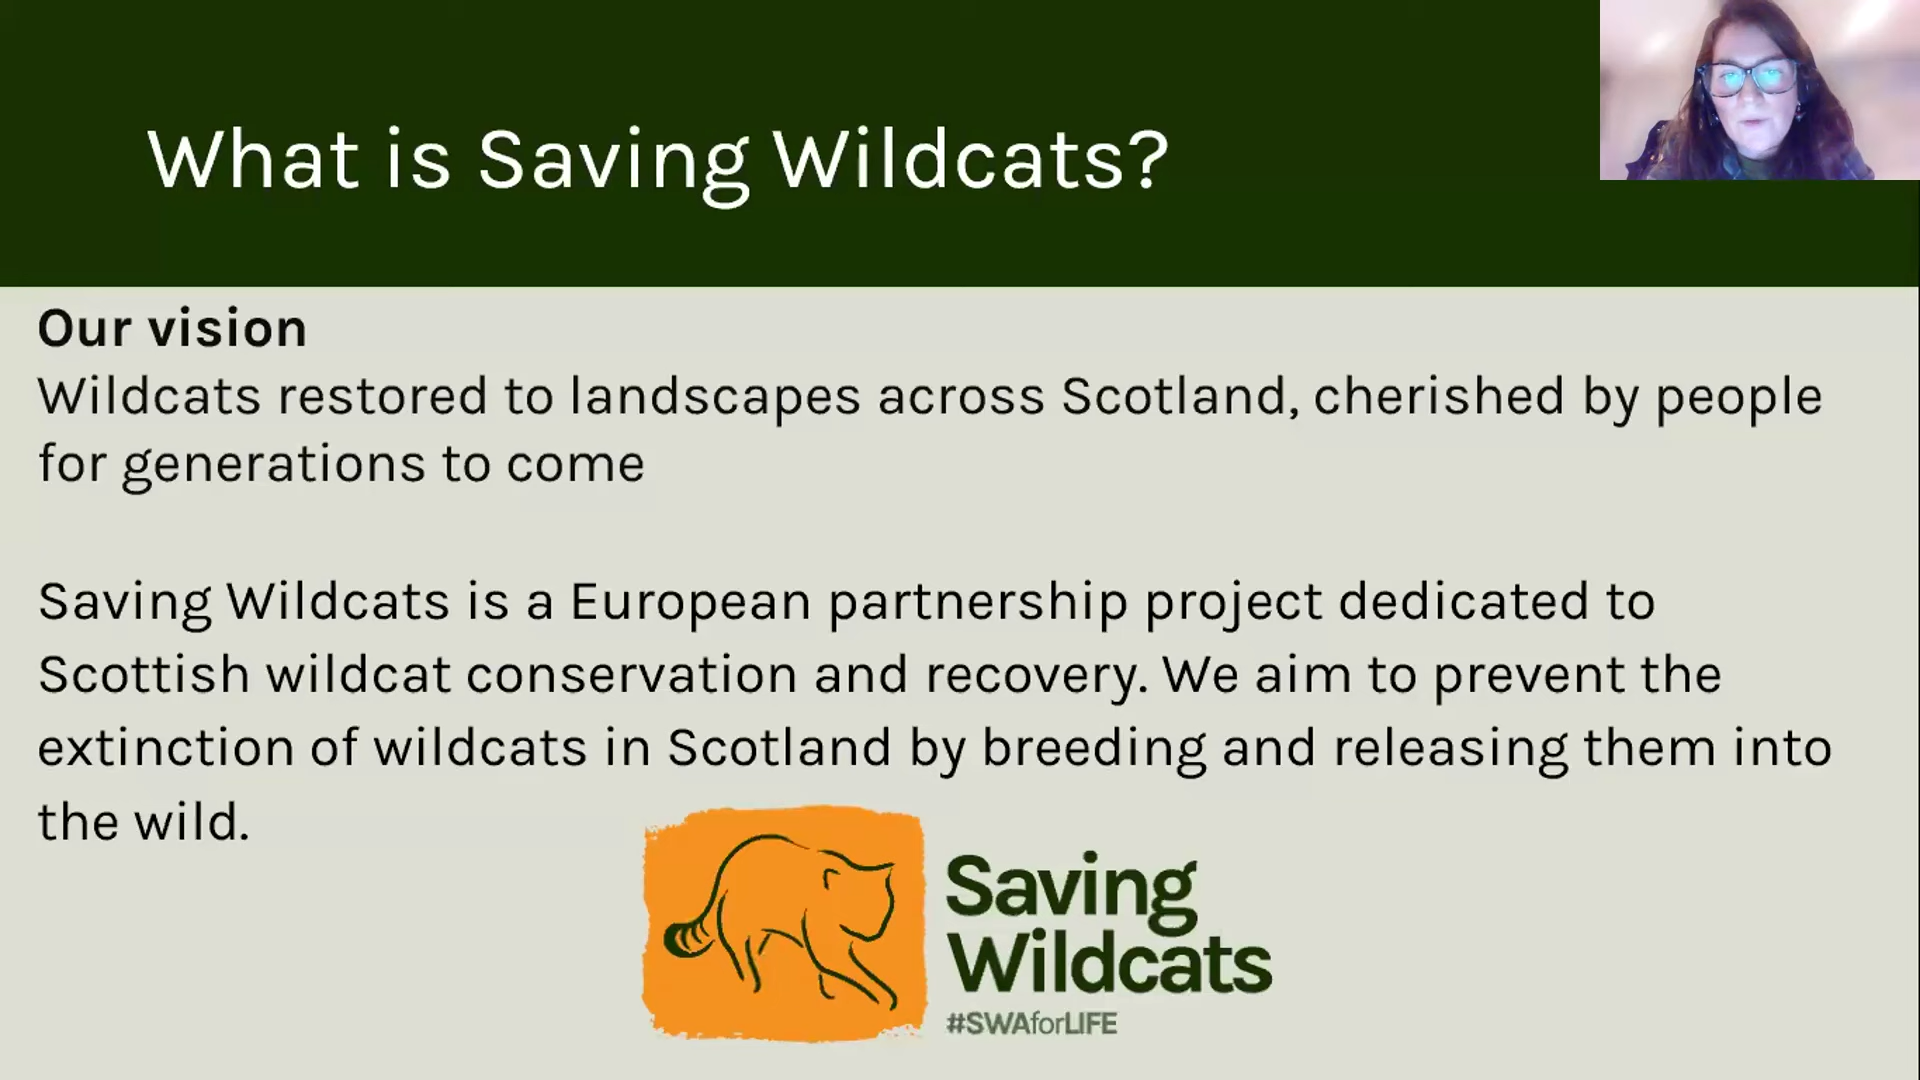 What is Saving Wildcats?
Our vision
Wildcats restored to landscapes across Scotland, cherished by people
for generations to come
Saving Wildcats is a European partnership project dedicated to
Scottish wildcat conservation and recovery. We aim to prevent the
extinction of wildcats in Scotland by breeding and releasing them into
the wild.
Saving
Wildcats
#SWAforLIFE